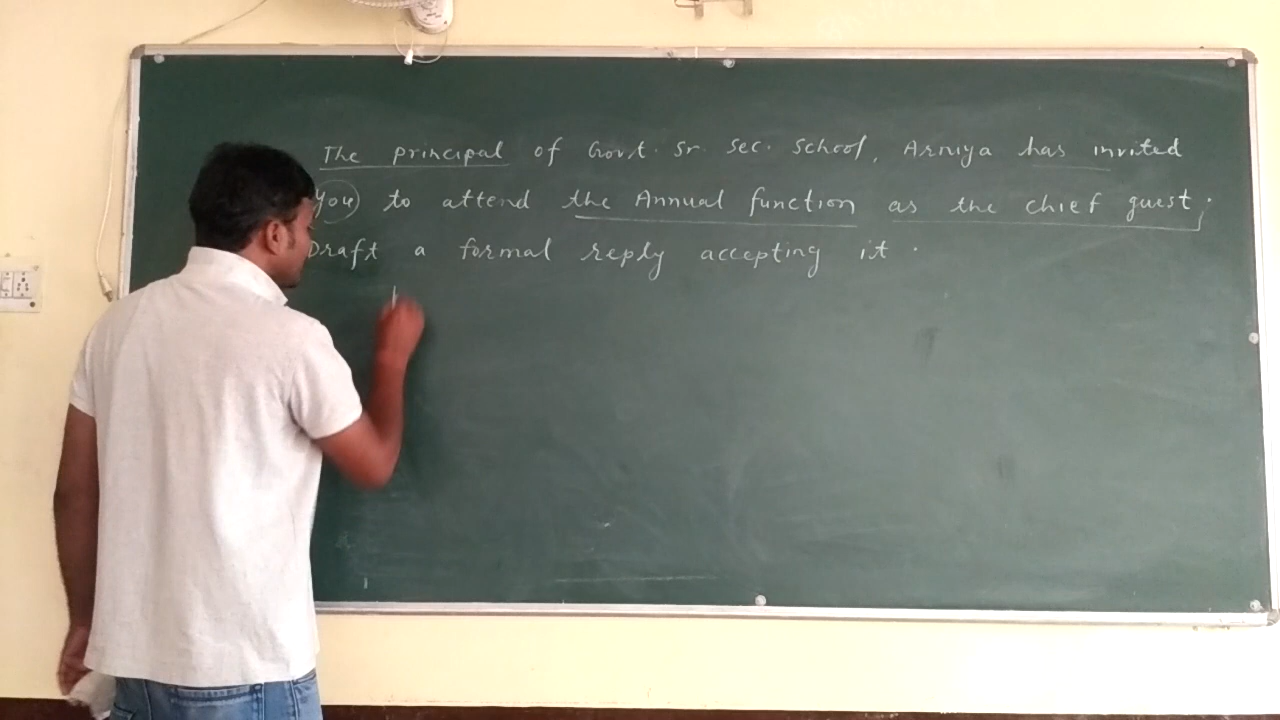 The principal of Govt. Sr. Sec. School, Arniya has invited
you to attend the Annual function as the chief guest;
Draft a formal reply accepting it.